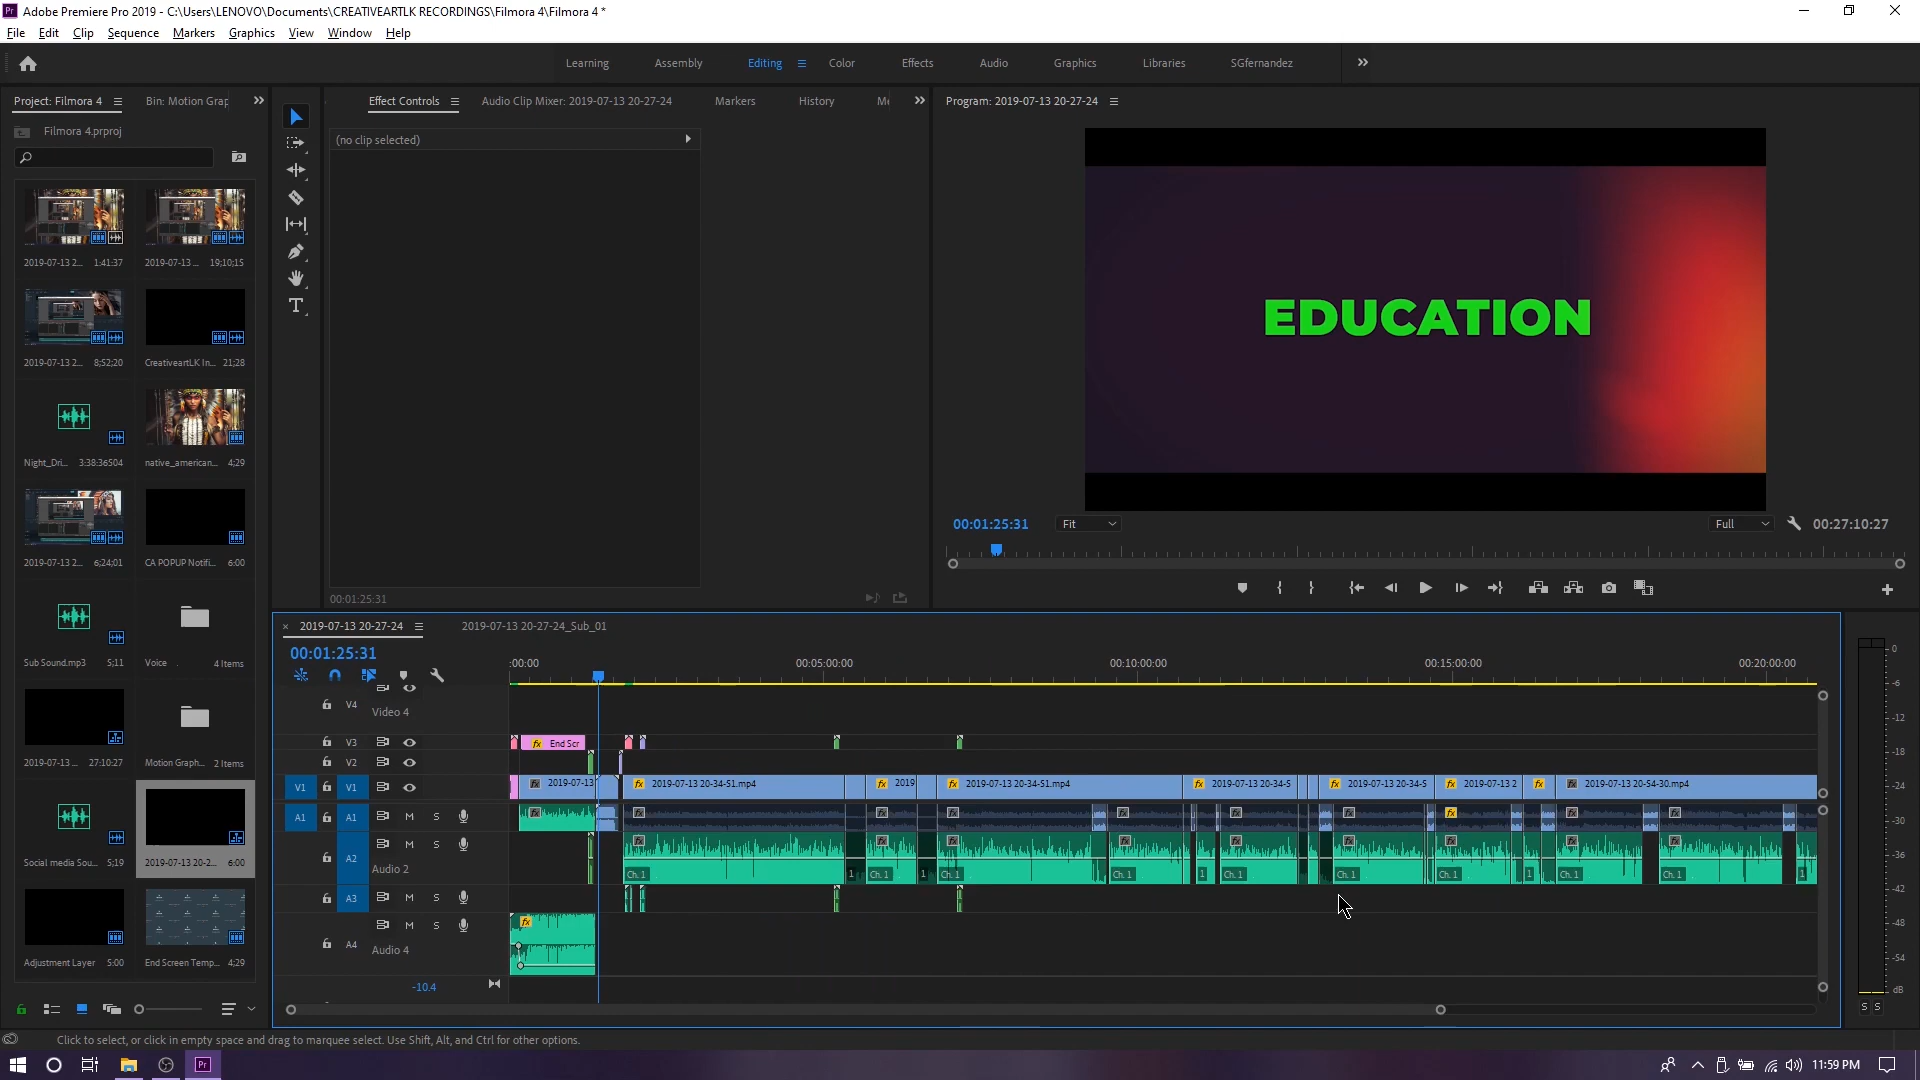 Adobe Premiere Pro 2019 - C:\Users\LENOVO\Documents\CREATIVEARTLK RECORDINGS\Filmora 4\Filmora 4 *
File Edit Clip Sequence Markers Graphics View Window Help
Learning Assembly Editing Color Effects Audio Graphics Libraries SGfernandez
Project: Filmora 4 Bin: Motion Grap
Effect Controls Audio Clip Mixer: 2019-07-13 20-27-24 Markers History Me
Program: 2019-07-13 20-27-24
Filmora 4.prproj
(no clip selected)
2019-07-13 2... 1:41:37 2019-07-13 ... 19;10;15
2019-07-13 2... 8;52;20 CreativeartLK In... 21;28
Night_Dri... 3:38:36504 native_american... 4;29
2019-07-13 2... 6;24;01 CA POPUP Notifi... 6:00
Sub Sound.mp3 5;11 Voice 4 Items
2019-07-13 ... 27:10:27 Motion Graph... 2 Items
Social media Sou... 5;19 2019-07-13 20-2... 6:00
Adjustment Layer 5:00 End Screen Temp... 4;29
EDUCATION
00:01:25:31 Fit Full 00:27:10:27
00:01:25:31
2019-07-13 20-27-24 2019-07-13 20-27-24_Sub_01
00:01:25:31
:00:00 00:05:00:00 00:10:00:00 00:15:00:00 00:20:00:00
V4 Video 4
V3 End Scr
V2
V1 V1 2019-07-13 2019-07-13 20-34-51.mp4 2019 2019-07-13 20-34-51.mp4 2019-07-13 20-34-5 2019-07-13 20-34-5 2019-07-13 2 2019-07-13 20-54-30.mp4
A1 A1 M S
A2 M S Audio 2
Ch. 1 1 Ch. 1 1 Ch. 1 Ch. 1 1 Ch. 1 Ch. 1 Ch. 1 1 Ch. 1 Ch. 1 1
A3 M S
A4 M S Audio 4
-10.4
0
-6
-12
-18
-24
-30
-36
-42
-48
-54
dB
S S
Click to select, or click in empty space and drag to marquee select. Use Shift, Alt, and Ctrl for other options.
11:59 PM